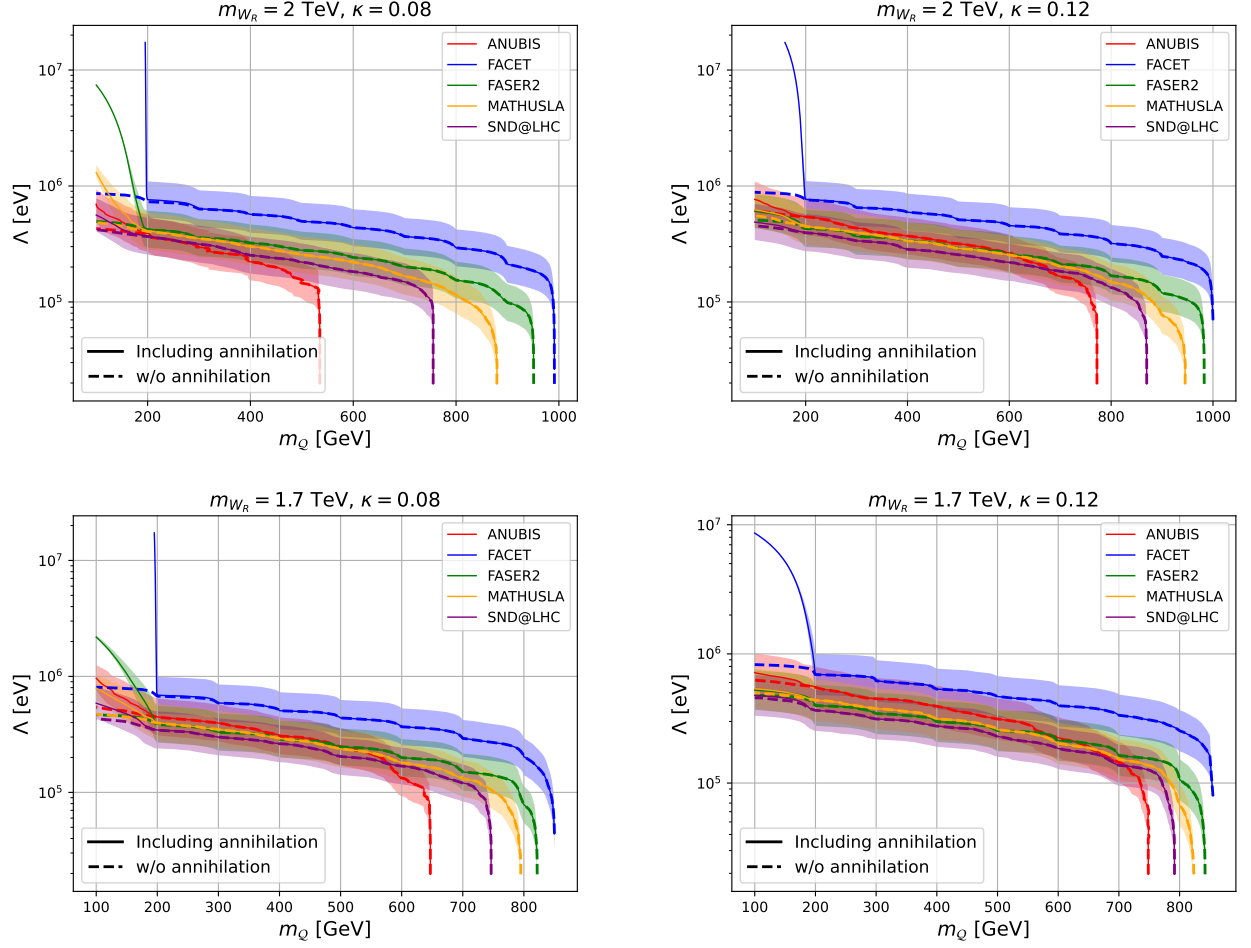 m_{W_R} = 2 TeV, κ = 0.08
Λ [eV]
10^7
10^6
10^5
ANUBIS
FACET
FASER2
MATHUSLA
SND@LHC
Including annihilation
w/o annihilation
200 400 600 800 1000
m_𝒬 [GeV]
m_{W_R} = 2 TeV, κ = 0.12
Λ [eV]
10^7
10^6
10^5
ANUBIS
FACET
FASER2
MATHUSLA
SND@LHC
Including annihilation
w/o annihilation
200 400 600 800 1000
m_𝒬 [GeV]
m_{W_R} = 1.7 TeV, κ = 0.08
Λ [eV]
10^7
10^6
10^5
ANUBIS
FACET
FASER2
MATHUSLA
SND@LHC
Including annihilation
w/o annihilation
100 200 300 400 500 600 700 800
m_𝒬 [GeV]
m_{W_R} = 1.7 TeV, κ = 0.12
Λ [eV]
10^7
10^6
10^5
ANUBIS
FACET
FASER2
MATHUSLA
SND@LHC
Including annihilation
w/o annihilation
100 200 300 400 500 600 700 800
m_𝒬 [GeV]